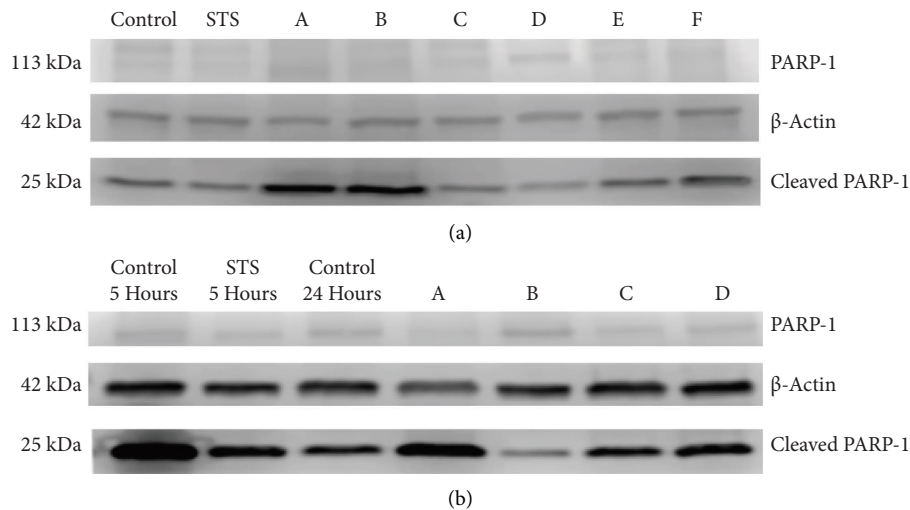 Control STS A B C D E F
113 kDa PARP-1
42 kDa β-Actin
25 kDa Cleaved PARP-1
(a)
Control STS Control
5 Hours 5 Hours 24 Hours A B C D
113 kDa PARP-1
42 kDa β-Actin
25 kDa Cleaved PARP-1
(b)